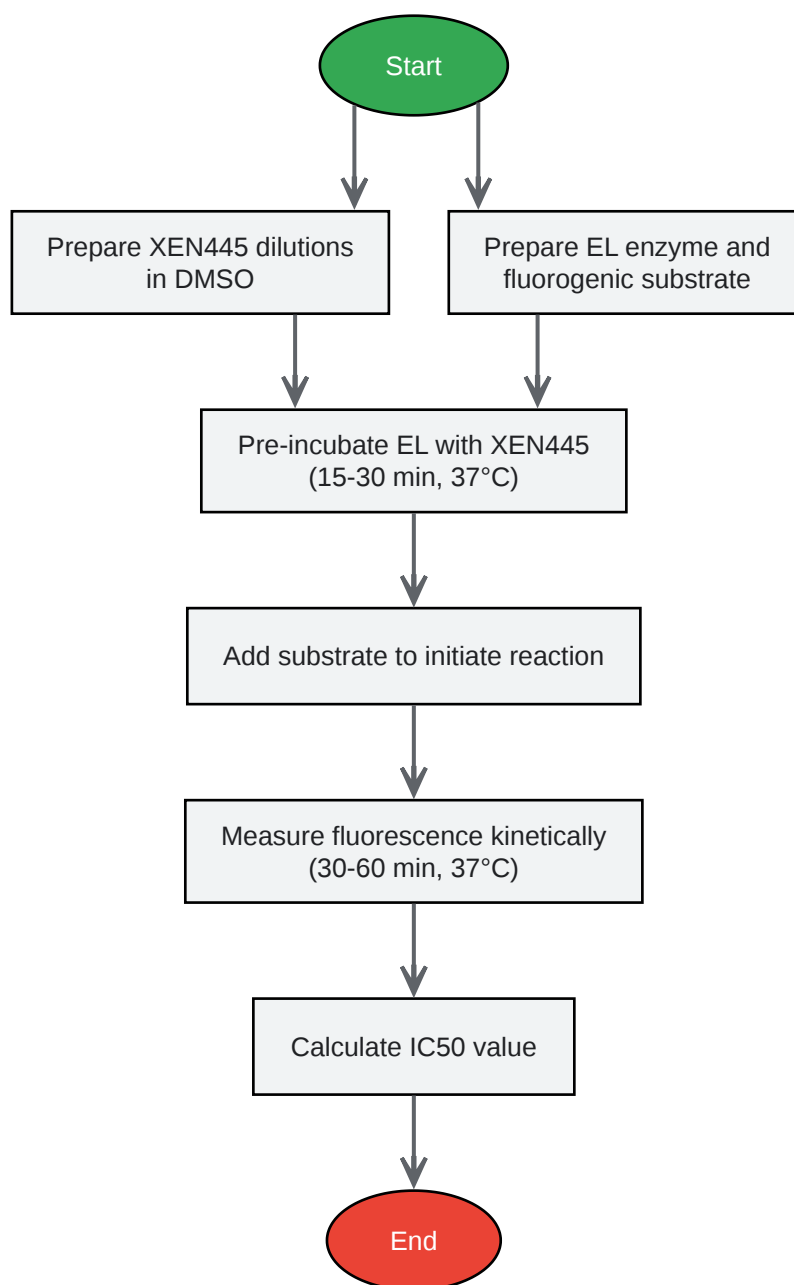 Start
Prepare XEN445 dilutions
in DMSO
Prepare EL enzyme and
fluorogenic substrate
Pre-incubate EL with XEN445
(15-30 min, 37°C)
Add substrate to initiate reaction
Measure fluorescence kinetically
(30-60 min, 37°C)
Calculate IC50 value
End